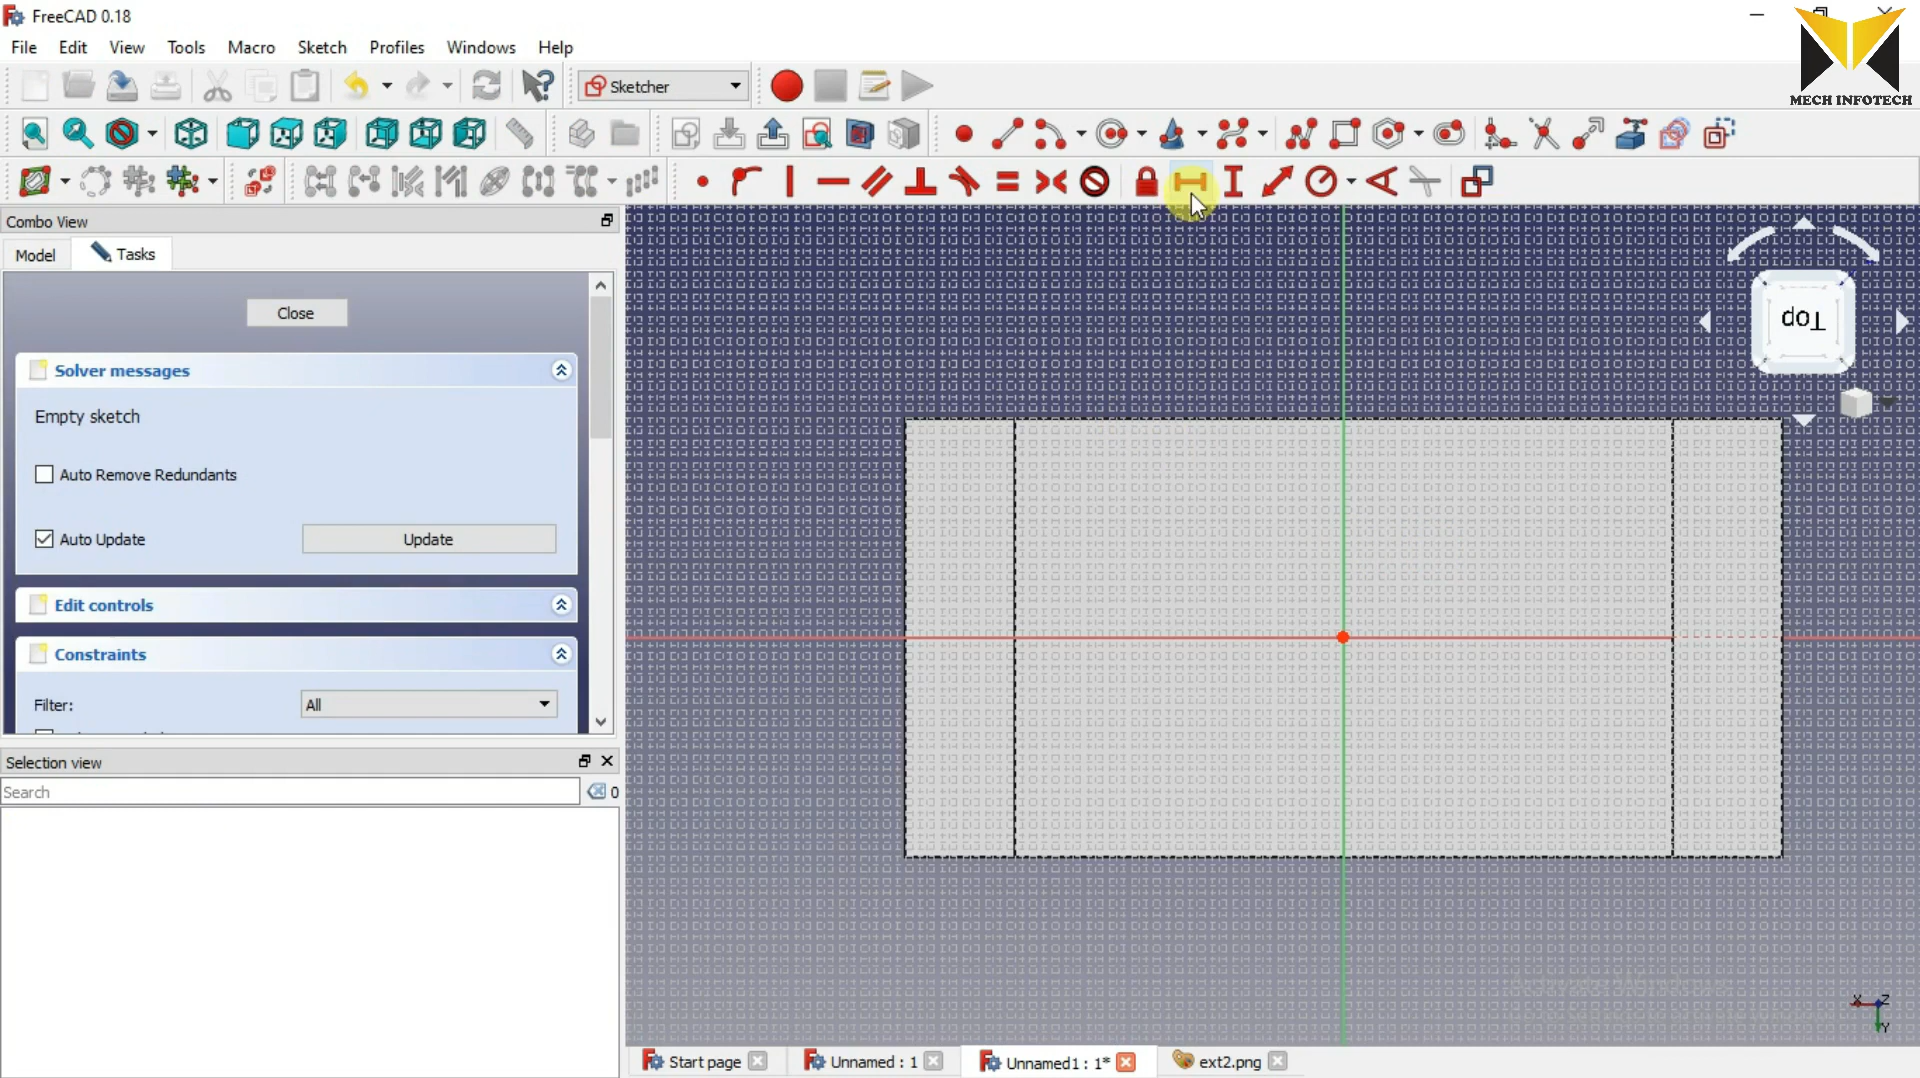 FreeCAD 0.18
MECH INFOTECH
File Edit View Tools Macro Sketch Profiles Windows Help
Sketcher
Combo View
Model Tasks
Close
Solver messages
Empty sketch
Auto Remove Redundants
Auto Update Update
Edit controls
Constraints
Filter: All
Selection view
Search 0
Top
X Z
Y
Start page Unnamed : 1 Unnamed1 : 1* ext2.png